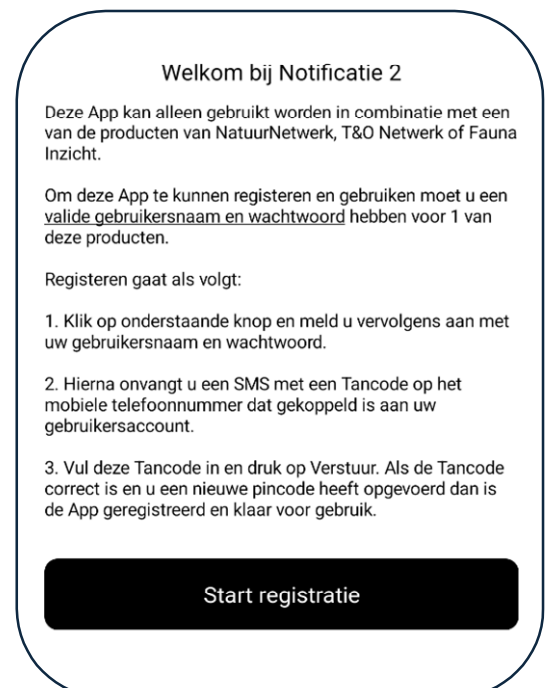 Welkom bij Notificatie 2
Deze App kan alleen gebruikt worden in combinatie met een
van de producten van NatuurNetwerk, T&O Netwerk of Fauna
Inzicht.
Om deze App te kunnen registeren en gebruiken moet u een
valide gebruikersnaam en wachtwoord hebben voor 1 van
deze producten.
Registeren gaat als volgt:
1. Klik op onderstaande knop en meld u vervolgens aan met
uw gebruikersnaam en wachtwoord.
2. Hierna onvangt u een SMS met een Tancode op het
mobiele telefoonnummer dat gekoppeld is aan uw
gebruikersaccount.
3. Vul deze Tancode in en druk op Verstuur. Als de Tancode
correct is en u een nieuwe pincode heeft opgevoerd dan is
de App geregistreerd en klaar voor gebruik.
Start registratie